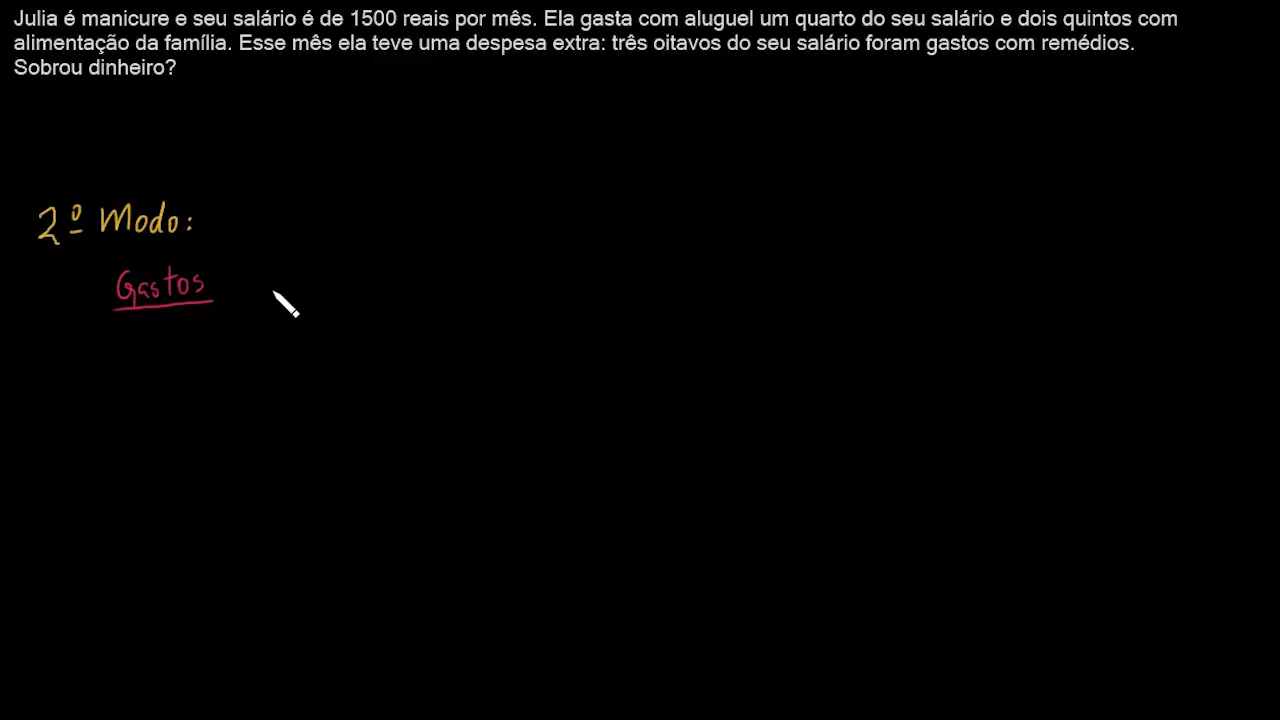 Julia é manicure e seu salário é de 1500 reais por mês. Ela gasta com aluguel um quarto do seu salário e dois quintos com
alimentação da família. Esse mês ela teve uma despesa extra: três oitavos do seu salário foram gastos com remédios.
Sobrou dinheiro?
2º Modo:
Gastos